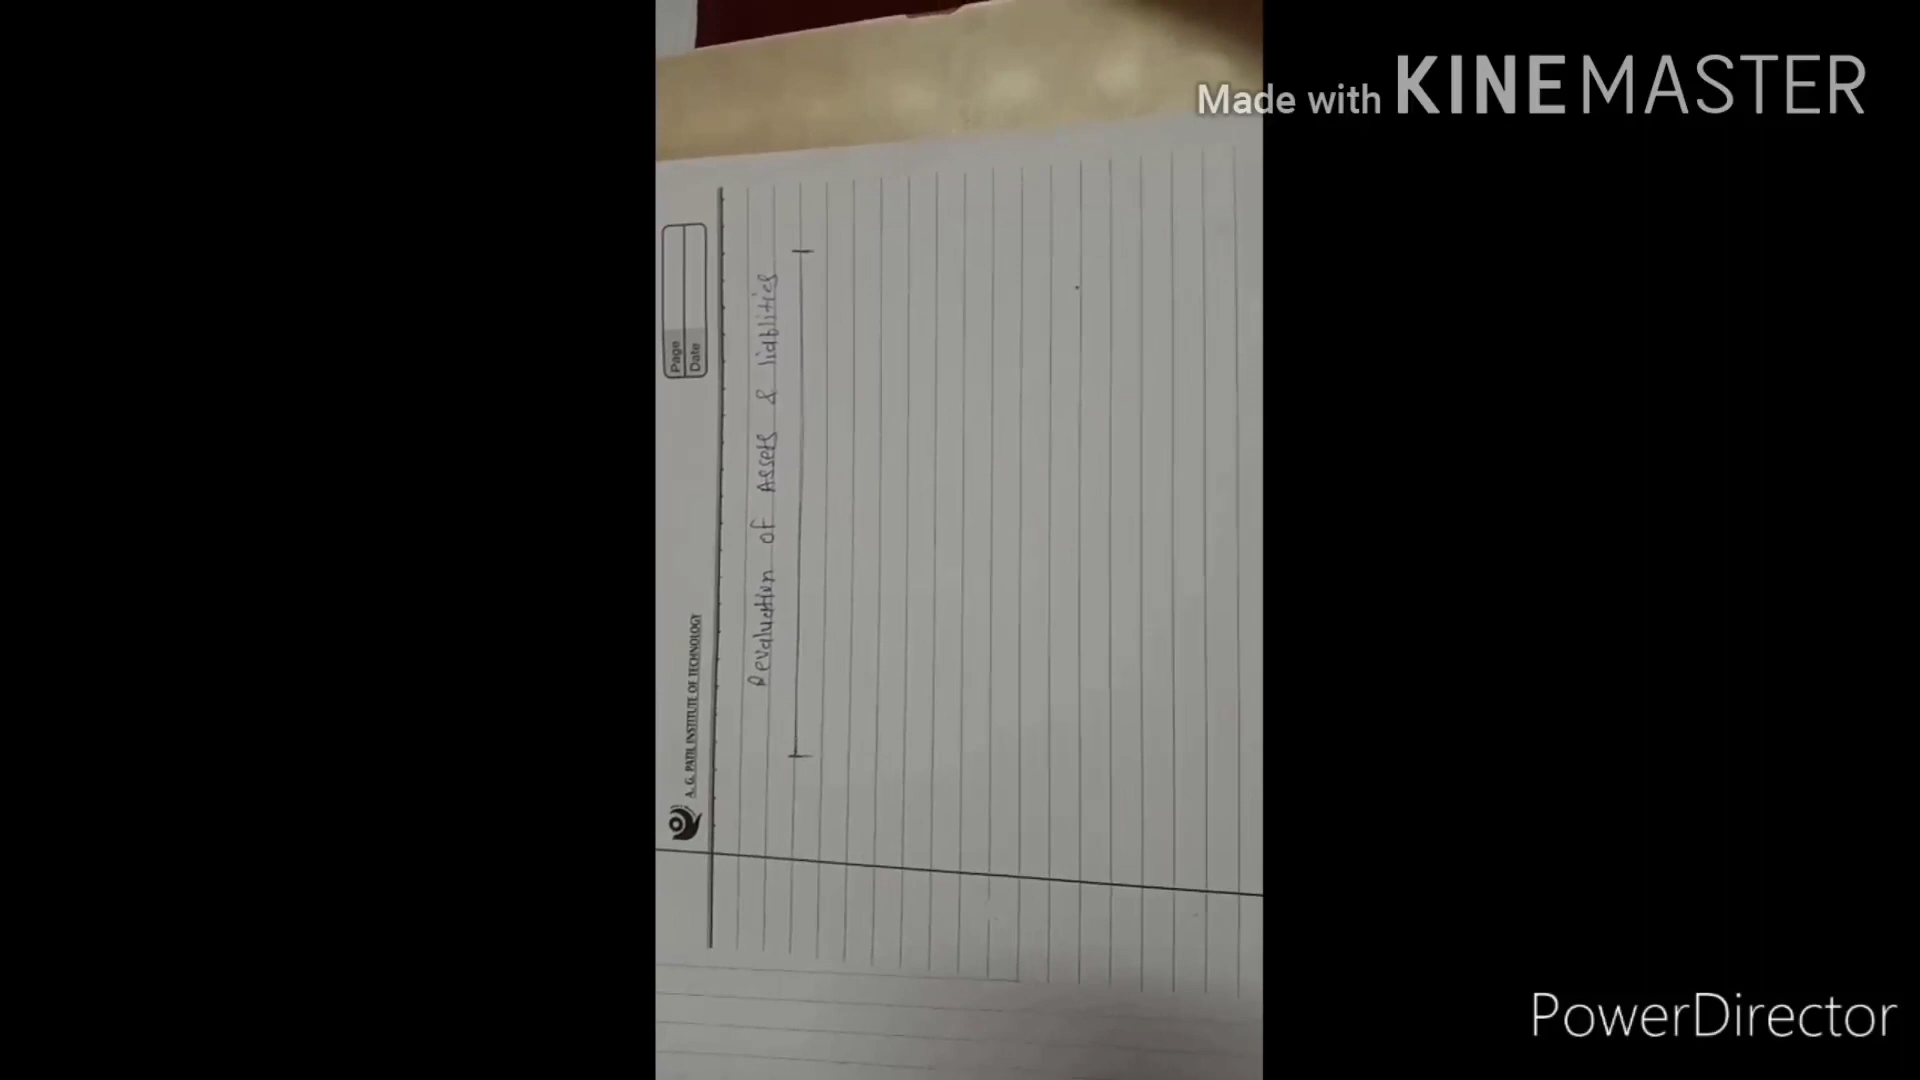 Made with KINEMASTER
A. G. PATIL INSTITUTE OF TECHNOLOGY
Page
Date
Revaluation of Assets & liablities
PowerDirector